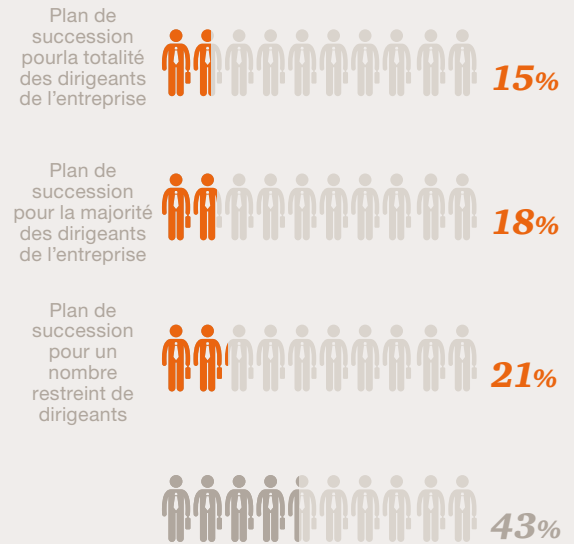 Plan de
succession
pourla totalité
des dirigeants
de l'entreprise
15%
Plan de
succession
pour la majorité
des dirigeants
de l'entreprise
18%
Plan de
succession
pour un
nombre
restreint de
dirigeants
21%
43%